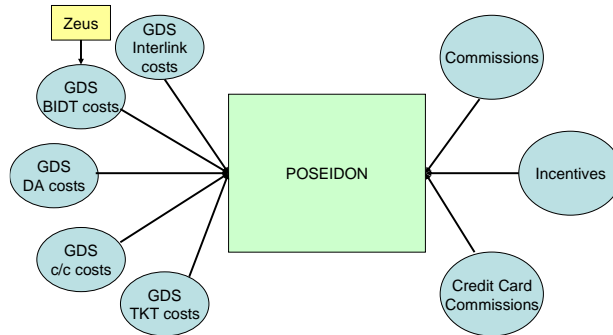 Zeus
GDS
Interlink
costs
GDS
BIDT costs
GDS
DA costs
GDS
c/c costs
GDS
TKT costs
POSEIDON
Commissions
Incentives
Credit Card
Commissions